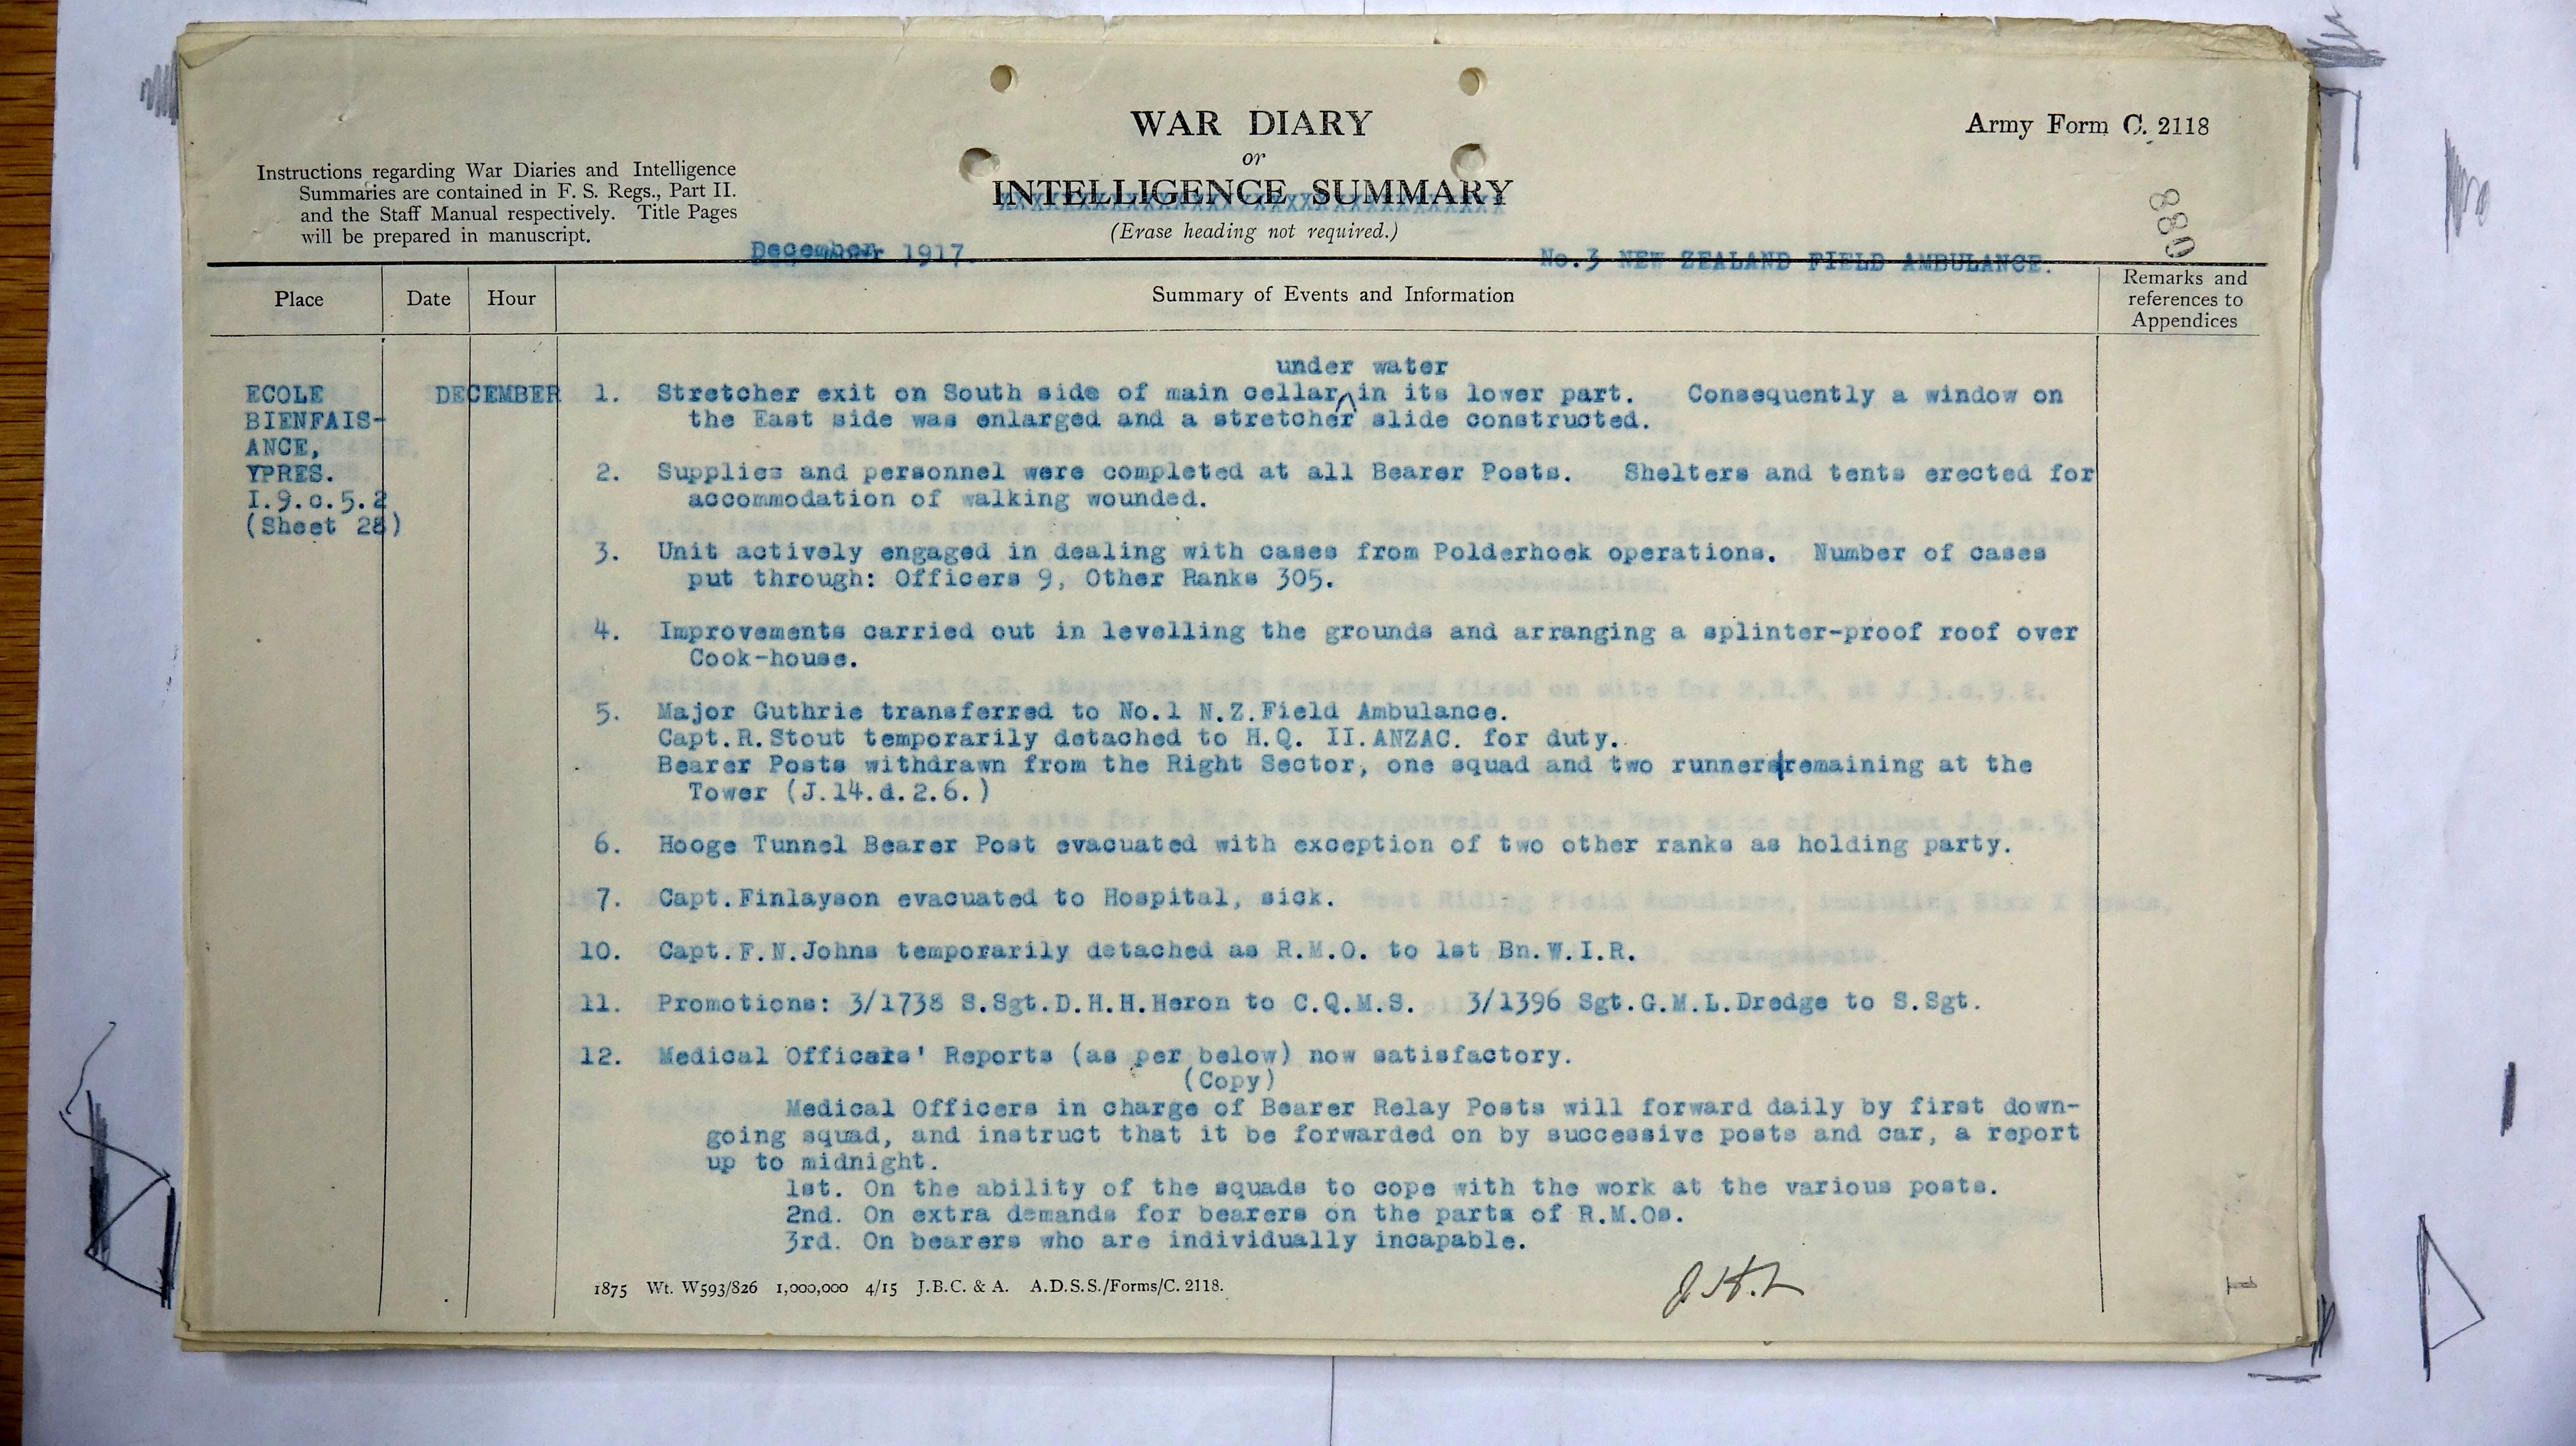 WAR DIARY
or
INTELLIGENCE SUMMARY
(Erase heading not required.)
Army Form C. 2118
Instructions regarding War Diaries and Intelligence
Summaries are contained in F. S. Regs., Part II.
and the Staff Manual respectively. Title Pages
will be prepared in manuscript.
088
December 1917.
No.3 NEW ZEALAND FIELD AMBULANCE.
Place Date Hour Summary of Events and Information Remarks and
references to
Appendices
ECOLE
BIENFAIS-
ANCE,
YPRES.
I.9.c.5.2
(Sheet 28)
DECEMBER
under water
1. Stretcher exit on South side of main cellar in its lower part. Consequently a window on
the East side was enlarged and a stretcher slide constructed.
2. Supplies and personnel were completed at all Bearer Posts. Shelters and tents erected for
accommodation of walking wounded.
3. Unit actively engaged in dealing with cases from Polderhoek operations. Number of cases
put through: Officers 9, Other Ranks 305.
4. Improvements carried out in levelling the grounds and arranging a splinter-proof roof over
Cook-house.
5. Major Guthrie transferred to No.1 N.Z.Field Ambulance.
Capt.R.Stout temporarily detached to H.Q. II.ANZAC. for duty.
Bearer Posts withdrawn from the Right Sector, one squad and two runners remaining at the
Tower (J.14.d.2.6.)
6. Hooge Tunnel Bearer Post evacuated with exception of two other ranks as holding party.
7. Capt.Finlayson evacuated to Hospital, sick.
10. Capt.F.N.Johns temporarily detached as R.M.O. to 1st Bn.W.I.R.
11. Promotions: 3/1738 S.Sgt.D.H.H.Heron to C.Q.M.S. 3/1396 Sgt.G.M.L.Dredge to S.Sgt.
12. Medical Officers' Reports (as per below) now satisfactory.
(Copy)
Medical Officers in charge of Bearer Relay Posts will forward daily by first down-
going squad, and instruct that it be forwarded on by successive posts and car, a report
up to midnight.
1st. On the ability of the squads to cope with the work at the various posts.
2nd. On extra demands for bearers on the parts of R.M.Os.
3rd. On bearers who are individually incapable.
1875 Wt. W593/826 1,000,000 4/15 J.B.C. & A. A.D.S.S./Forms/C. 2118.
1